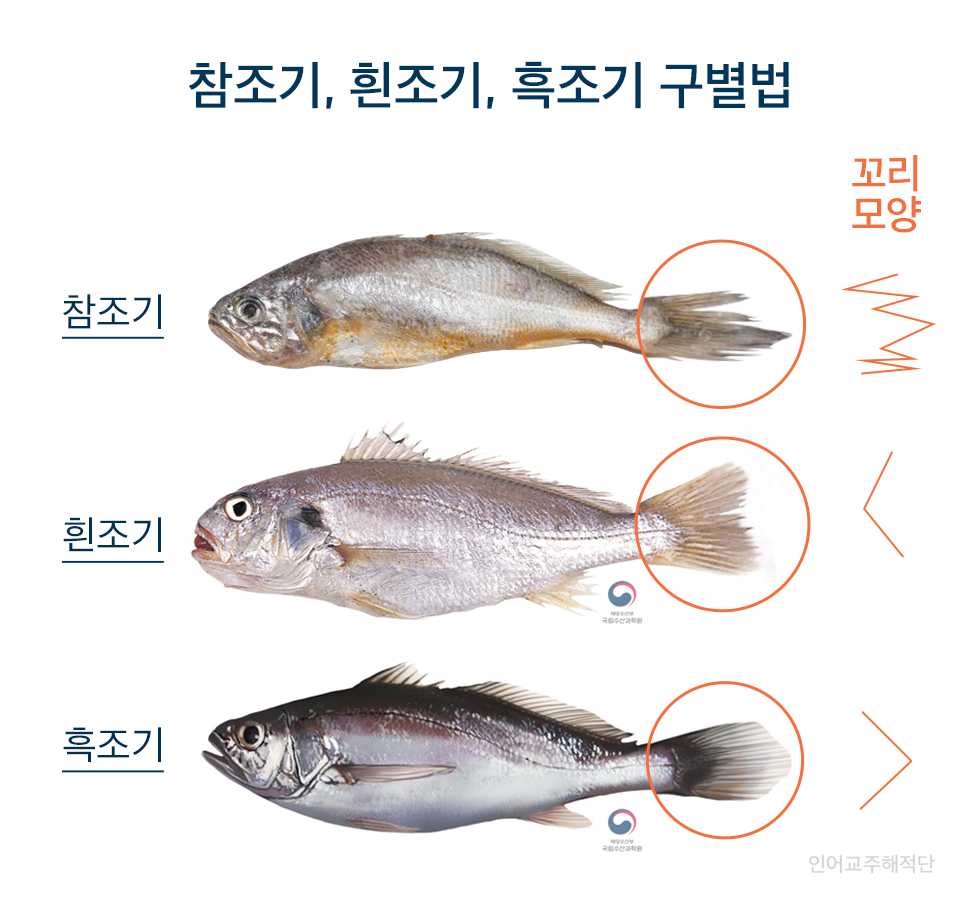 참조기, 흰조기, 흑조기 구별법
꼬리
모양
참조기
흰조기
해양수산부
국립수산과학원
흑조기
해양수산부
국립수산과학원
인어교주해적단